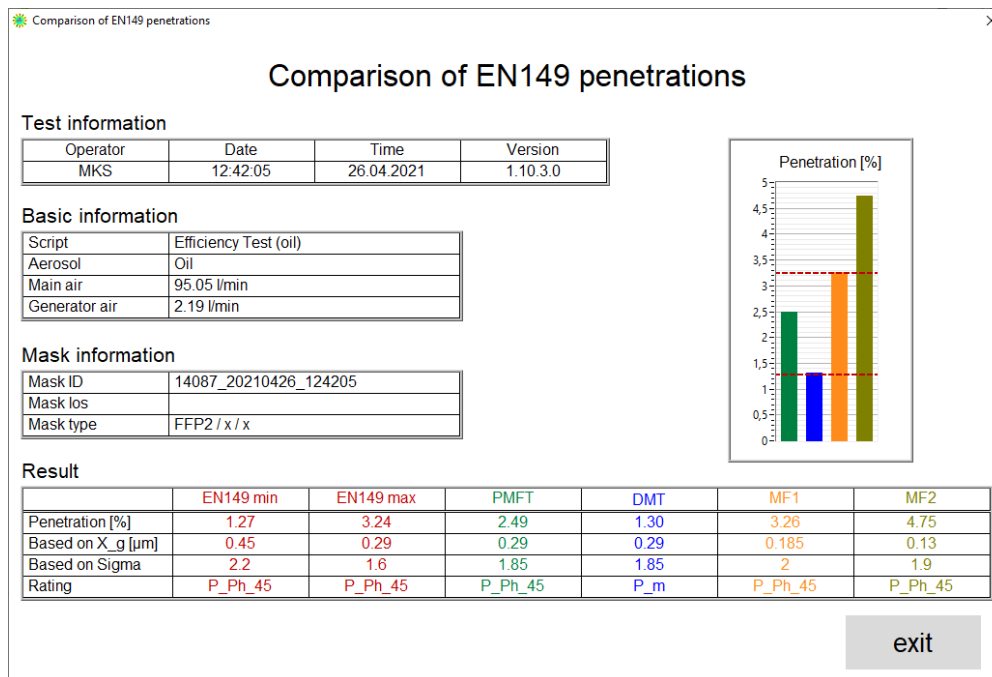 Comparison of EN149 penetrations
Comparison of EN149 penetrations
Test information
Operator Date Time Version
MKS 12:42:05 26.04.2021 1.10.3.0
Basic information
Script Efficiency Test (oil)
Aerosol Oil
Main air 95.05 l/min
Generator air 2.19 l/min
Mask information
Mask ID 14087_20210426_124205
Mask los
Mask type FFP2 / x / x
Penetration [%]
5
4,5
4
3,5
3
2,5
2
1,5
1
0,5
0
Result
EN149 min EN149 max PMFT DMT MF1 MF2
Penetration [%] 1.27 3.24 2.49 1.30 3.26 4.75
Based on X_g [µm] 0.45 0.29 0.29 0.29 0.185 0.13
Based on Sigma 2.2 1.6 1.85 1.85 2 1.9
Rating P_Ph_45 P_Ph_45 P_Ph_45 P_m P_Ph_45 P_Ph_45
exit